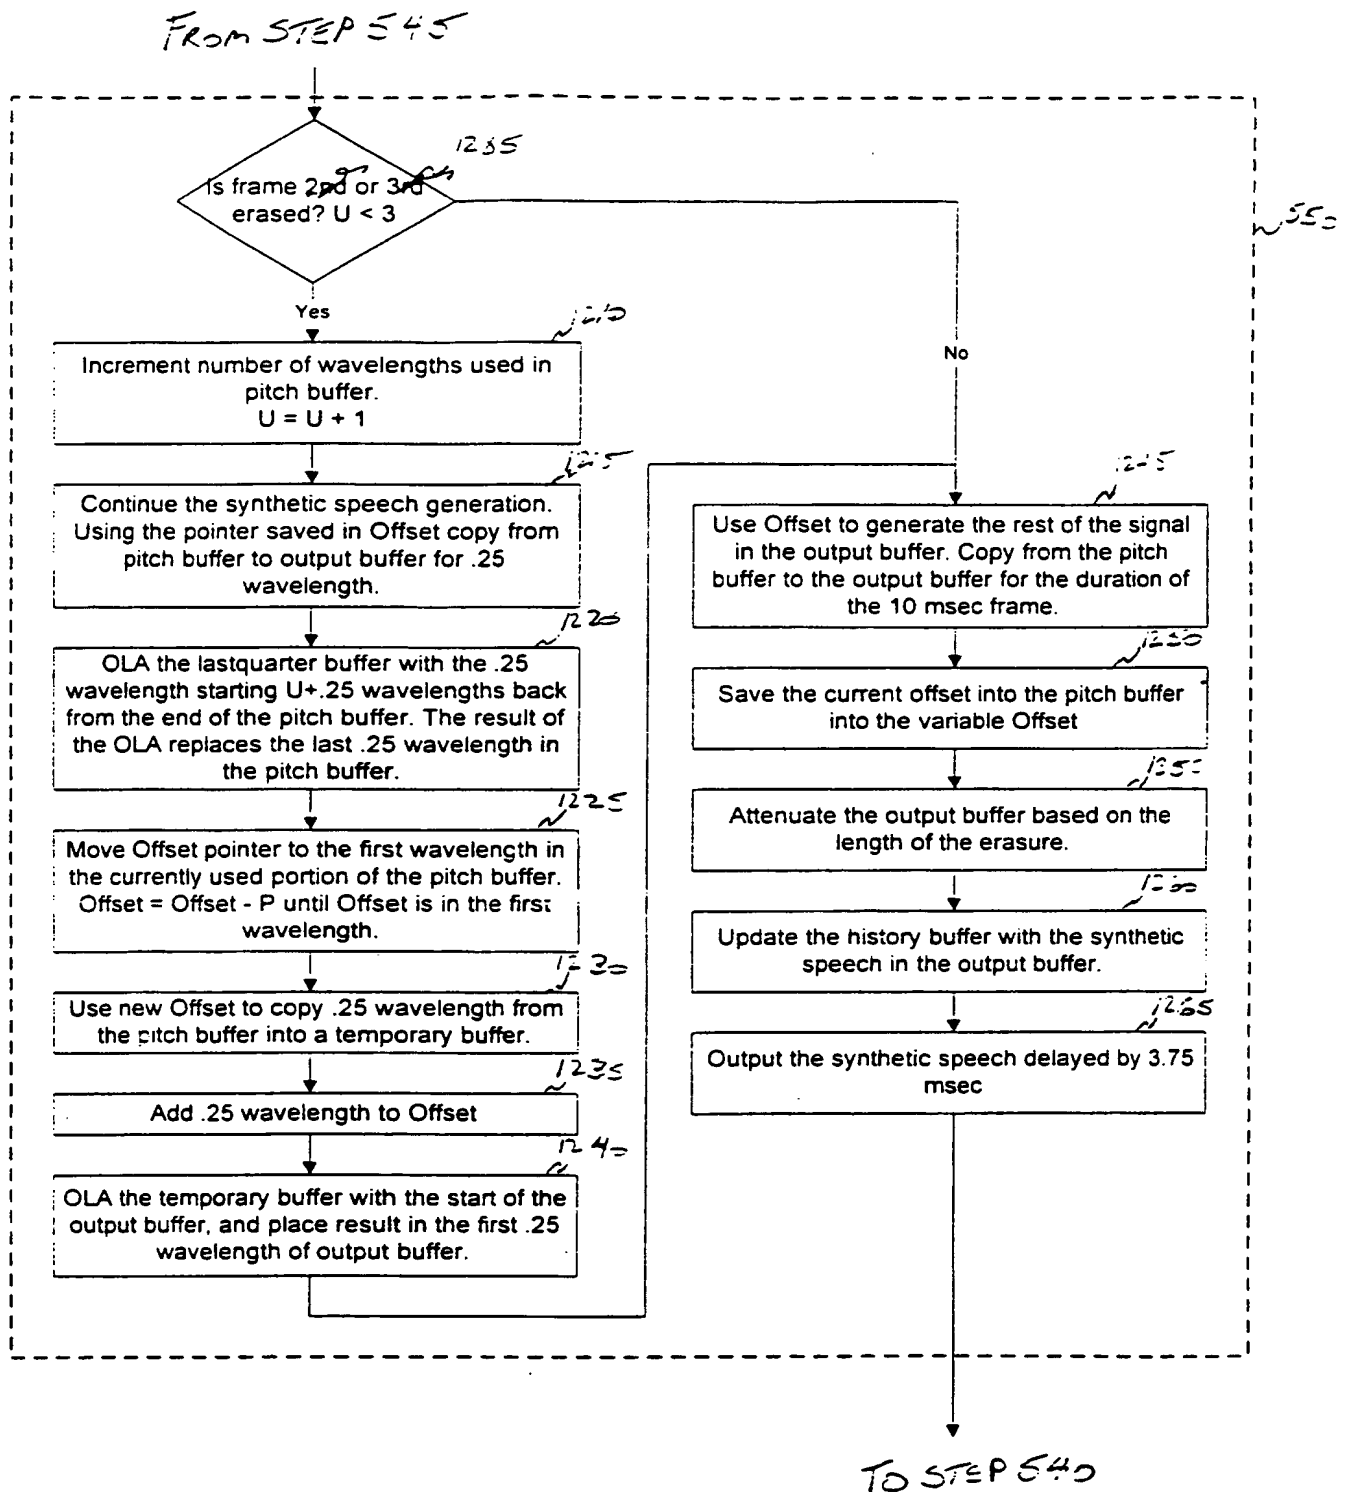 FROM STEP 545
Is frame 2nd or 3rd
erased? U < 3
Yes
Increment number of wavelengths used in
pitch buffer.
U = U + 1
Continue the synthetic speech generation.
Using the pointer saved in Offset copy from
pitch buffer to output buffer for .25
wavelength.
1220
OLA the lastquarter buffer with the .25
wavelength starting U+.25 wavelengths back
from the end of the pitch buffer. The result of
the OLA replaces the last .25 wavelength in
the pitch buffer.
1225
Move Offset pointer to the first wavelength in
the currently used portion of the pitch buffer.
Offset = Offset - P until Offset is in the first
wavelength.
Use new Offset to copy .25 wavelength from
the pitch buffer into a temporary buffer.
1235
Add .25 wavelength to Offset
1240
OLA the temporary buffer with the start of the
output buffer, and place result in the first .25
wavelength of output buffer.
550
No
Use Offset to generate the rest of the signal
in the output buffer. Copy from the pitch
buffer to the output buffer for the duration of
the 10 msec frame.
Save the current offset into the pitch buffer
into the variable Offset
Attenuate the output buffer based on the
length of the erasure.
Update the history buffer with the synthetic
speech in the output buffer.
1265
Output the synthetic speech delayed by 3.75
msec
TO STEP 540